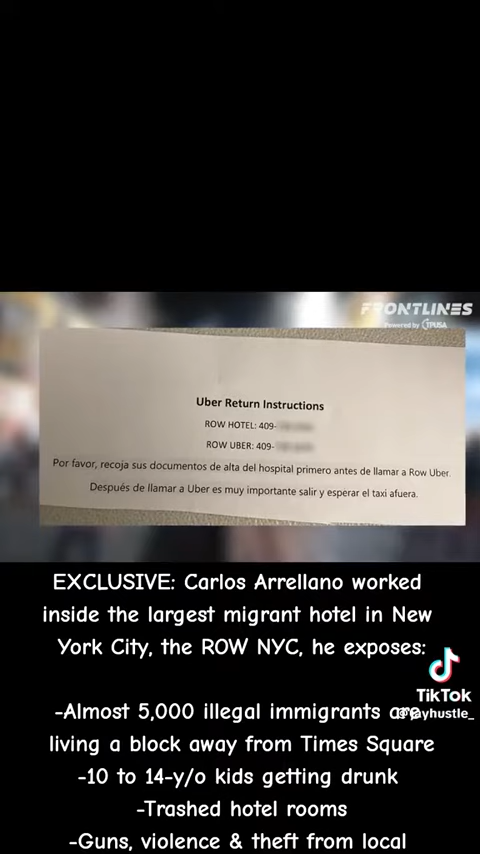 FRONTLINES
Powered by TPUSA
Uber Return Instructions
ROW HOTEL: 409-
ROW UBER: 409-
Por favor, recoja sus documentos de alta del hospital primero antes de llamar a Row Uber.
Después de llamar a Uber es muy importante salir y esperar el taxi afuera.
EXCLUSIVE: Carlos Arrellano worked
inside the largest migrant hotel in New
York City, the ROW NYC, he exposes:
TikTok
@jayhustle_
-Almost 5,000 illegal immigrants are
living a block away from Times Square
-10 to 14-y/o kids getting drunk
-Trashed hotel rooms
-Guns, violence & theft from local